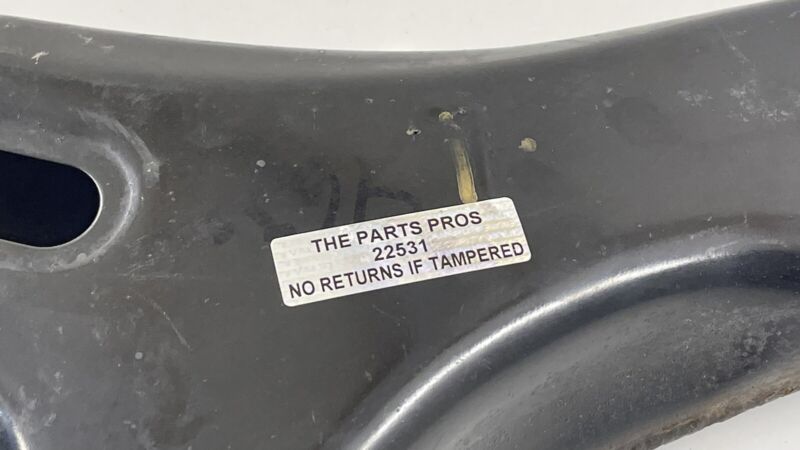 THE PARTS PROS
22531
NO RETURNS IF TAMPERED